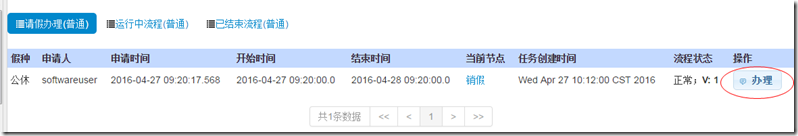 请假办理(普通) 运行中流程(普通) 已结束流程(普通)
假种 申请人 申请时间 开始时间 结束时间 当前节点 任务创建时间 流程状态 操作
公休 softwareuser 2016-04-27 09:20:17.568 2016-04-27 09:20:00.0 2016-04-28 09:20:00.0 销假 Wed Apr 27 10:12:00 CST 2016 正常；V: 1 办理
共1条数据 << < 1 > >>